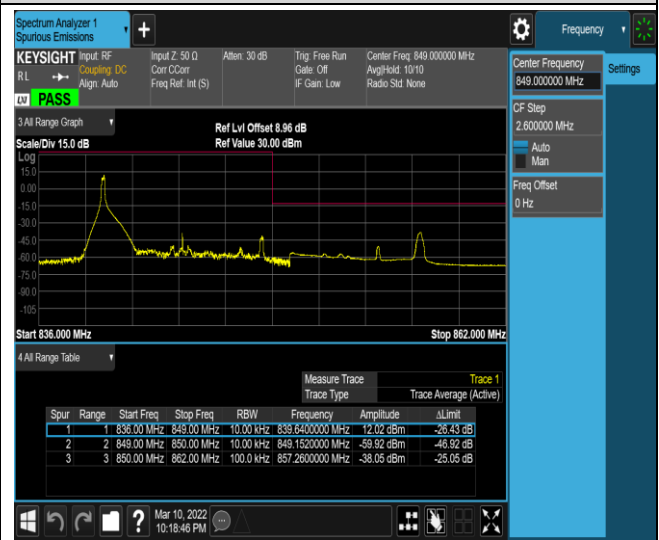 Spectrum Analyzer 1
Spurious Emissions
Frequency
KEYSIGHT Input: RF Input Z: 50 Ω Atten: 30 dB Trig: Free Run Center Freq: 849.000000 MHz
RL Coupling: DC Corr CCorr Gate: Off Avg|Hold: 10/10
Align: Auto Freq Ref: Int (S) IF Gain: Low Radio Std: None
LXI PASS
Center Frequency
849.000000 MHz
Settings
CF Step
2.600000 MHz
Auto
Man
Freq Offset
0 Hz
3 All Range Graph
Ref Lvl Offset 8.96 dB
Scale/Div 15.0 dB Ref Value 30.00 dBm
Log
15.0
0.00
-15.0
-30.0
-45.0
-60.0
-75.0
-90.0
-105
Start 836.000 MHz Stop 862.000 MHz
4 All Range Table
Measure Trace Trace 1
Trace Type Trace Average (Active)
Spur Range Start Freq Stop Freq RBW Frequency Amplitude ΔLimit
1 1 836.00 MHz 849.00 MHz 10.00 kHz 839.6400000 MHz 12.02 dBm -26.43 dB
2 2 849.00 MHz 850.00 MHz 10.00 kHz 849.1520000 MHz -59.92 dBm -46.92 dB
3 3 850.00 MHz 862.00 MHz 100.0 kHz 857.2600000 MHz -38.05 dBm -25.05 dB
? Mar 10, 2022
10:18:46 PM